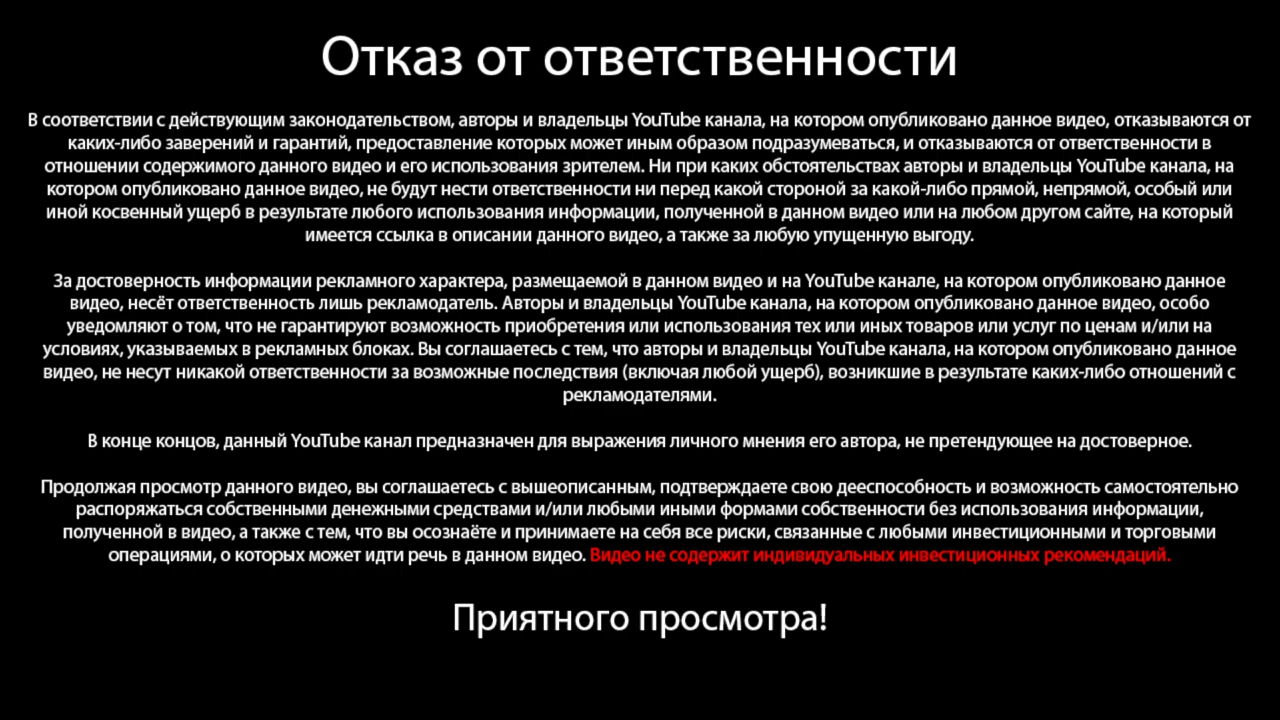 Отказ от ответственности
В соответствии с действующим законодательством, авторы и владельцы YouTube канала, на котором опубликовано данное видео, отказываются от
каких-либо заверений и гарантий, предоставление которых может иным образом подразумеваться, и отказываются от ответственности в
отношении содержимого данного видео и его использования зрителем. Ни при каких обстоятельствах авторы и владельцы YouTube канала, на
котором опубликовано данное видео, не будут нести ответственности ни перед какой стороной за какой-либо прямой, непрямой, особый или
иной косвенный ущерб в результате любого использования информации, полученной в данном видео или на любом другом сайте, на который
имеется ссылка в описании данного видео, а также за любую упущенную выгоду.
За достоверность информации рекламного характера, размещаемой в данном видео и на YouTube канале, на котором опубликовано данное
видео, несёт ответственность лишь рекламодатель. Авторы и владельцы YouTube канала, на котором опубликовано данное видео, особо
уведомляют о том, что не гарантируют возможность приобретения или использования тех или иных товаров или услуг по ценам и/или на
условиях, указываемых в рекламных блоках. Вы соглашаетесь с тем, что авторы и владельцы YouTube канала, на котором опубликовано данное
видео, не несут никакой ответственности за возможные последствия (включая любой ущерб), возникшие в результате каких-либо отношений с
рекламодателями.
В конце концов, данный YouTube канал предназначен для выражения личного мнения его автора, не претендующее на достоверное.
Продолжая просмотр данного видео, вы соглашаетесь с вышеописанным, подтверждаете свою дееспособность и возможность самостоятельно
распоряжаться собственными денежными средствами и/или любыми иными формами собственности без использования информации,
полученной в видео, а также с тем, что вы осознаёте и принимаете на себя все риски, связанные с любыми инвестиционными и торговыми
операциями, о которых может идти речь в данном видео. Видео не содержит индивидуальных инвестиционных рекомендаций.
Приятного просмотра!